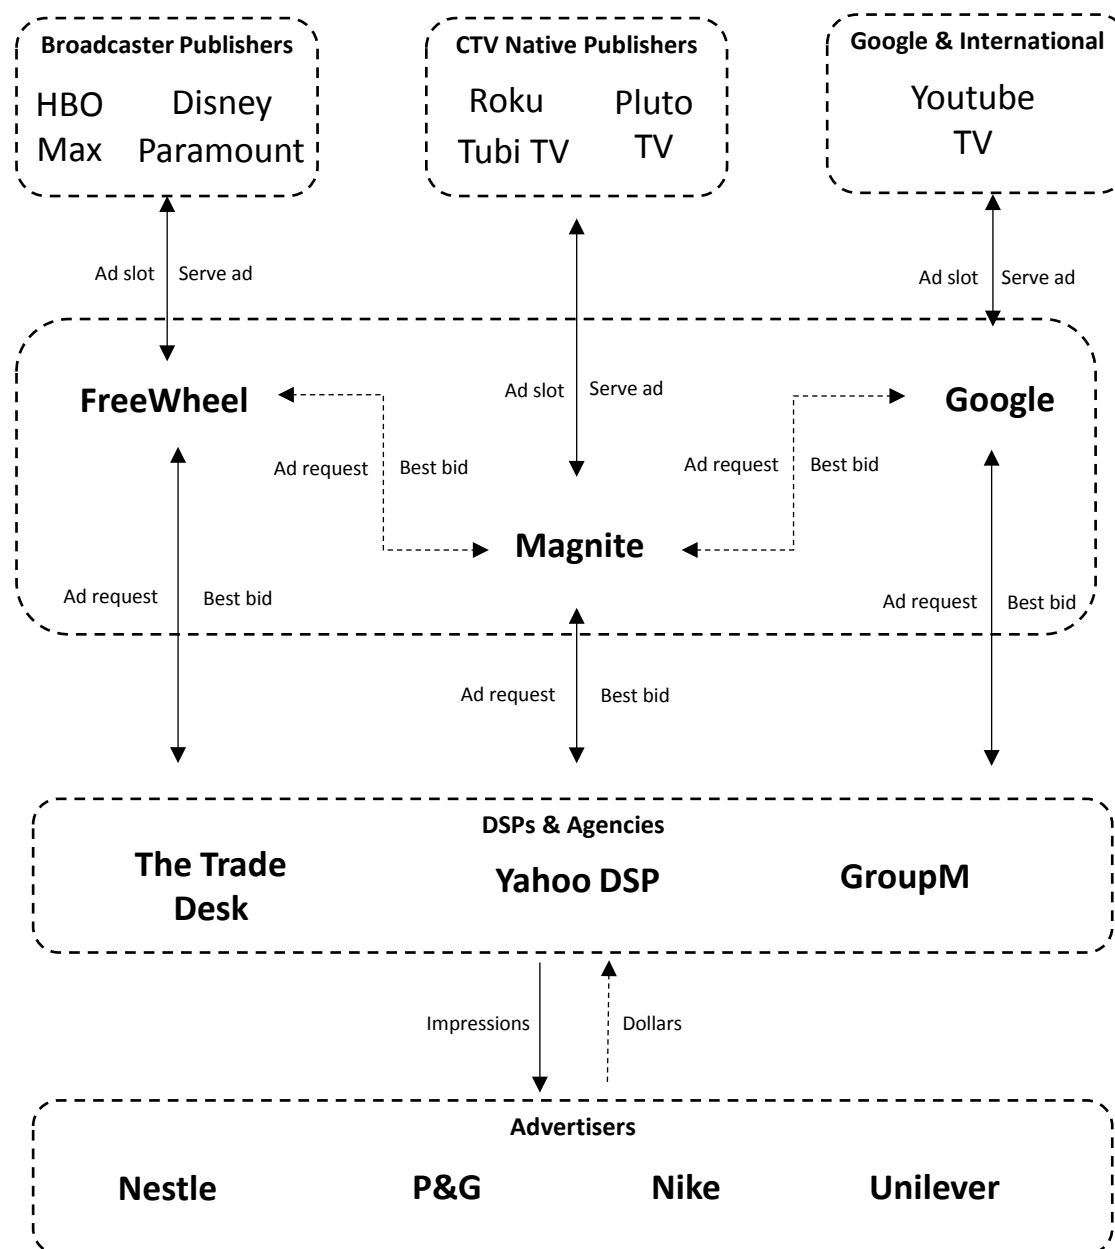 Broadcaster Publishers
HBO
Max
Disney
Paramount
CTV Native Publishers
Roku
Tubi TV
Pluto
TV
Google & International
Youtube
TV
Ad slot
Serve ad
Ad slot
Serve ad
Ad slot
Serve ad
FreeWheel
Google
Ad request
Best bid
Ad request
Best bid
Magnite
Ad request
Best bid
Ad request
Best bid
Ad request
Best bid
DSPs & Agencies
The Trade
Desk
Yahoo DSP
GroupM
Impressions
Dollars
Advertisers
Nestle
P&G
Nike
Unilever